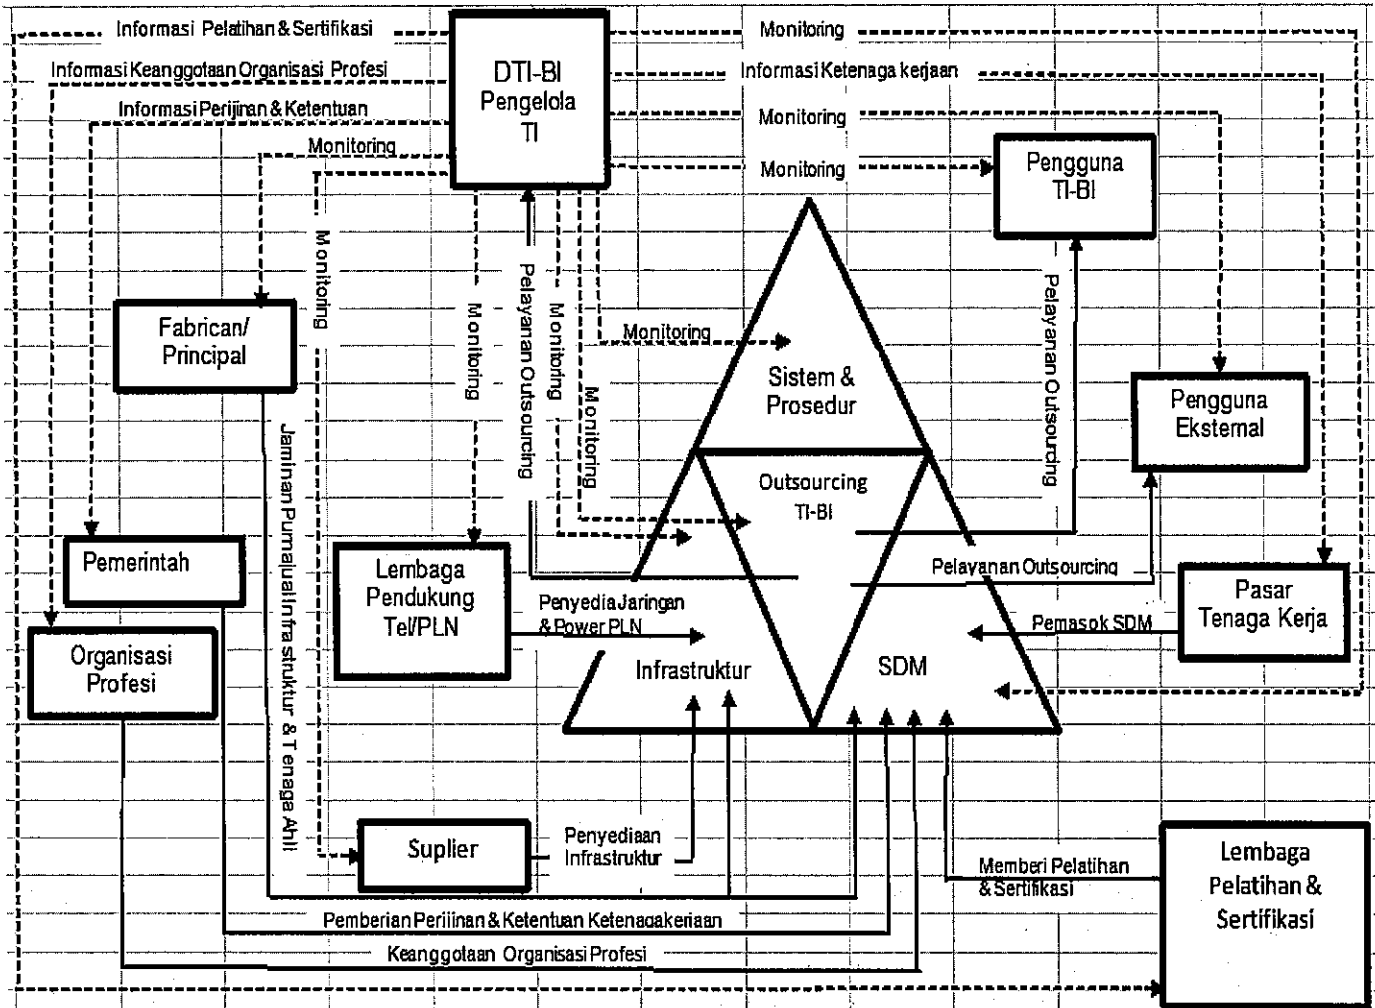 Informasi Pelatihan & Sertifikasi
Monitoring
DTI-BI
Pengelola
TI
Informasi Keanggotaan Organisasi Profesi
Informasi Ketenaga kerjaan
Informasi Perijinan & Ketentuan
Monitoring
Monitoring
Monitoring
Pengguna
TI-BI
Monitoring
Monitoring
Pelayanan Outsourcing
Monitoring
Monitoring
Monitoring
Pelayanan Outsourcing
Fabrican/
Principal
Sistem &
Prosedur
Pengguna
Eksternal
Jaminan Purnajual Infrastruktur & Tenaga Ahli
Outsourcing
TI-BI
Pemerintah
Lembaga
Pendukung
Tel/PLN
Pelayanan Outsourcing
Pasar
Tenaga Kerja
Penyedia Jaringan
& Power PLN
Pemasok SDM
Organisasi
Profesi
Infrastruktur
SDM
Suplier
Penyediaan
Infrastruktur
Lembaga
Pelatihan &
Sertifikasi
Memberi Pelatihan
& Sertifikasi
Pemberian Perijinan & Ketentuan Ketenagakerjaan
Keanggotaan Organisasi Profesi